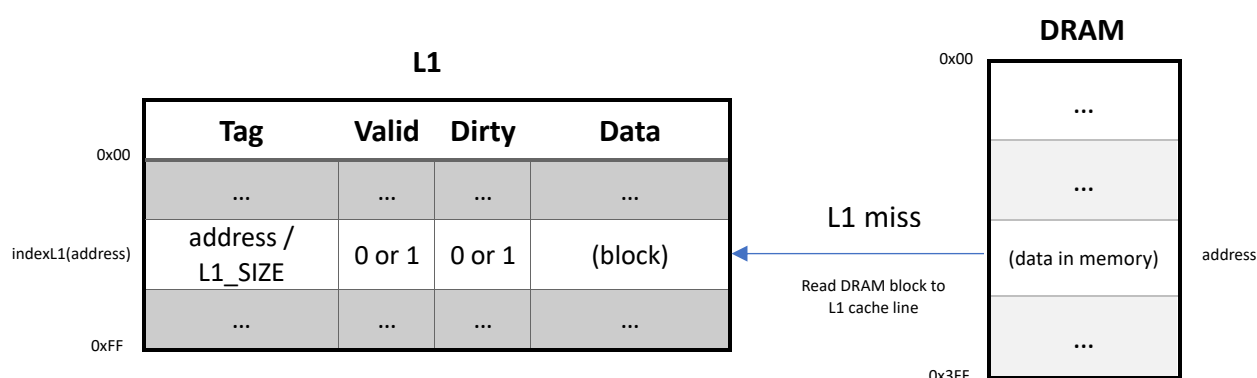 DRAM
L1
0x00
Tag Valid Dirty Data
0x00
... ... ... ...
indexL1(address)
address /
L1_SIZE
0 or 1 0 or 1 (block)
... ... ... ...
0xFF
L1 miss
Read DRAM block to
L1 cache line
...
...
(data in memory)
address
...
0x3FF